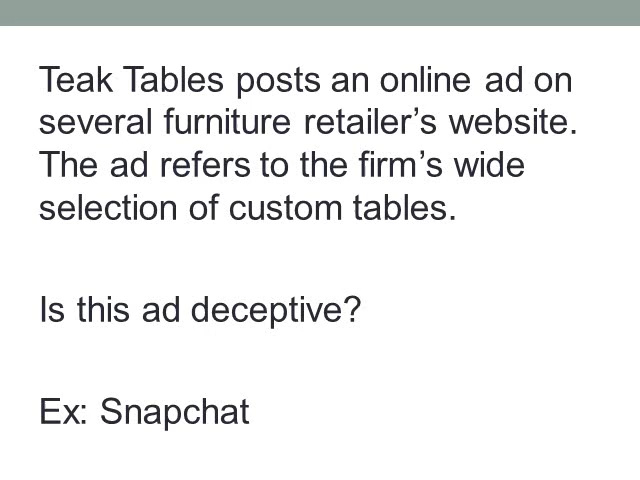 Teak Tables posts an online ad on
several furniture retailer’s website.
The ad refers to the firm’s wide
selection of custom tables.
Is this ad deceptive?
Ex: Snapchat